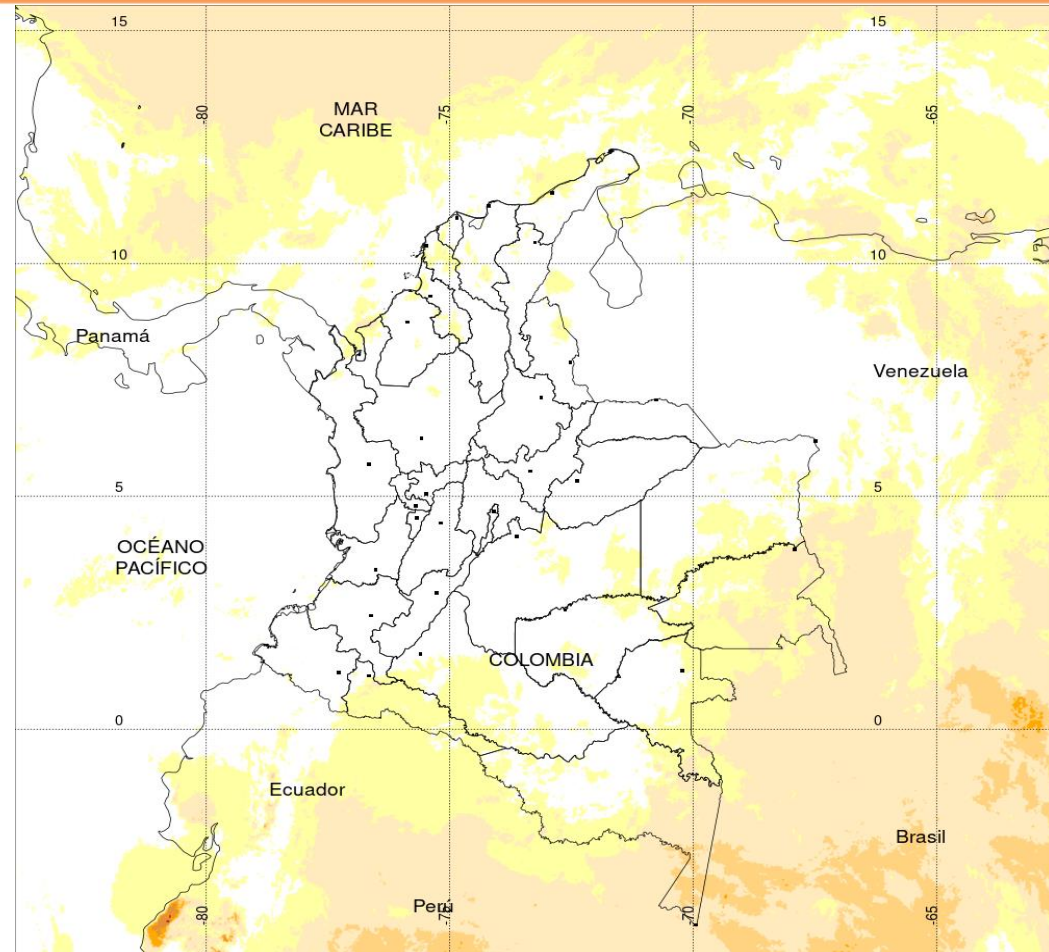 15
15
-80
-75
-70
-65
MAR
CARIBE
10
10
Panamá
Venezuela
5
5
OCÉANO
PACÍFICO
COLOMBIA
0
0
Ecuador
Brasil
Perú
-80
-75
-70
-65